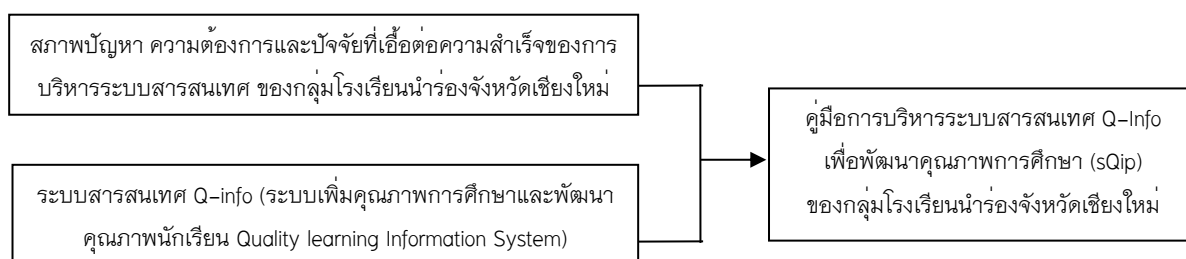 สภาพปัญหา ความต้องการและปัจจัยที่เอื้อต่อความสำเร็จของการ
บริหารระบบสารสนเทศ ของกลุ่มโรงเรียนนำร่องจังหวัดเชียงใหม่
ระบบสารสนเทศ Q-info (ระบบเพิ่มคุณภาพการศึกษาและพัฒนา
คุณภาพนักเรียน Quality learning Information System)
คู่มือการบริหารระบบสารสนเทศ Q-Info
เพื่อพัฒนาคุณภาพการศึกษา (sQip)
ของกลุ่มโรงเรียนนำร่องจังหวัดเชียงใหม่